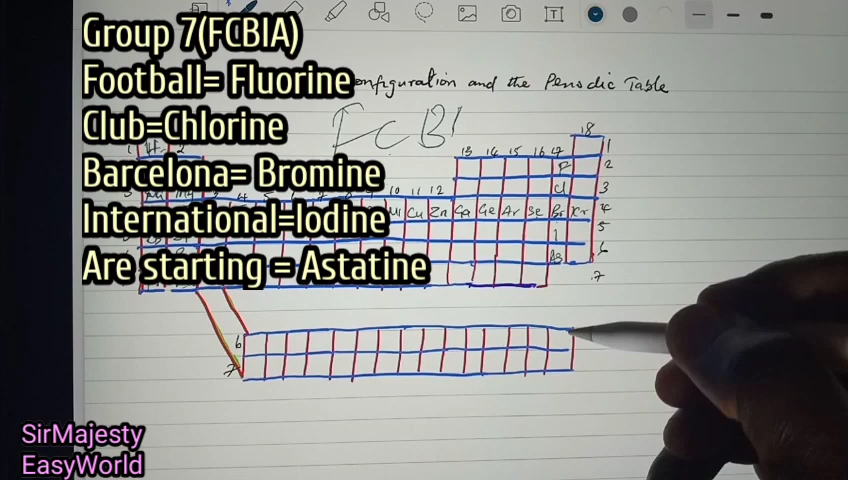 Group 7(FCBIA)
Football= Fluorine
onfiguration and the Periodic Table
Club=Chlorine
FCBI
Barcelona= Bromine
International=Iodine
Are starting = Astatine
18
13 14 15 16 17 1
H 2
F 2
Cl 3
10 11 12
Cu Zn Ga Ge Ar Se Br Kr 4
I 5
As 6
7
6
7
SirMajesty
EasyWorld